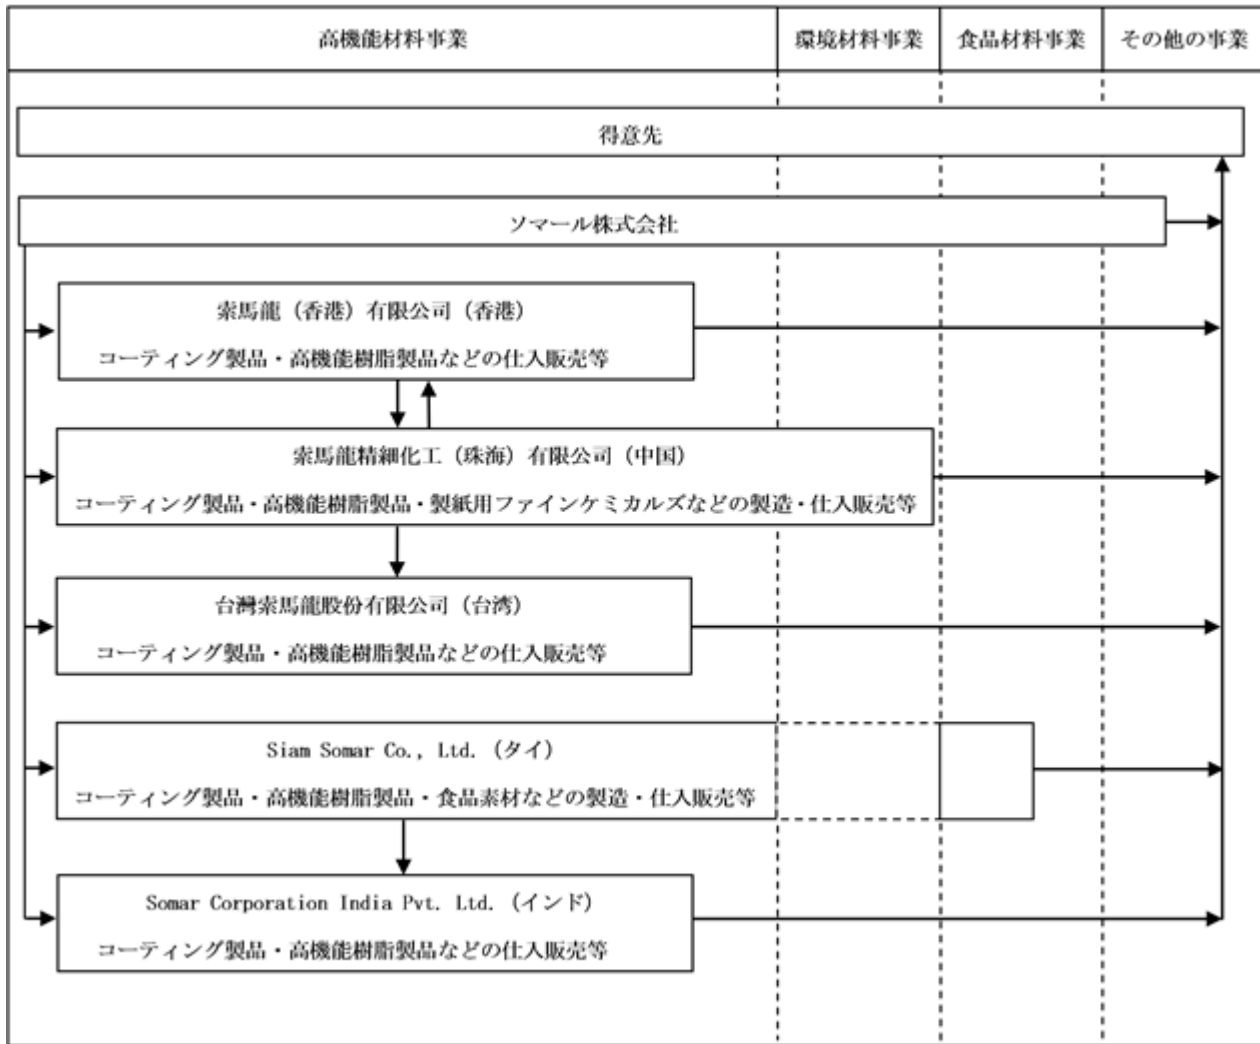 高機能材料事業
環境材料事業
食品材料事業
その他の事業
得意先
ソマール株式会社
索馬龍（香港）有限公司（香港）
コーティング製品・高機能樹脂製品などの仕入販売等
索馬龍精細化工（珠海）有限公司（中国）
コーティング製品・高機能樹脂製品・製紙用ファインケミカルズなどの製造・仕入販売等
台灣索馬龍股份有限公司（台湾）
コーティング製品・高機能樹脂製品などの仕入販売等
Siam Somar Co., Ltd.（タイ）
コーティング製品・高機能樹脂製品・食品素材などの製造・仕入販売等
Somar Corporation India Pvt. Ltd.（インド）
コーティング製品・高機能樹脂製品などの仕入販売等